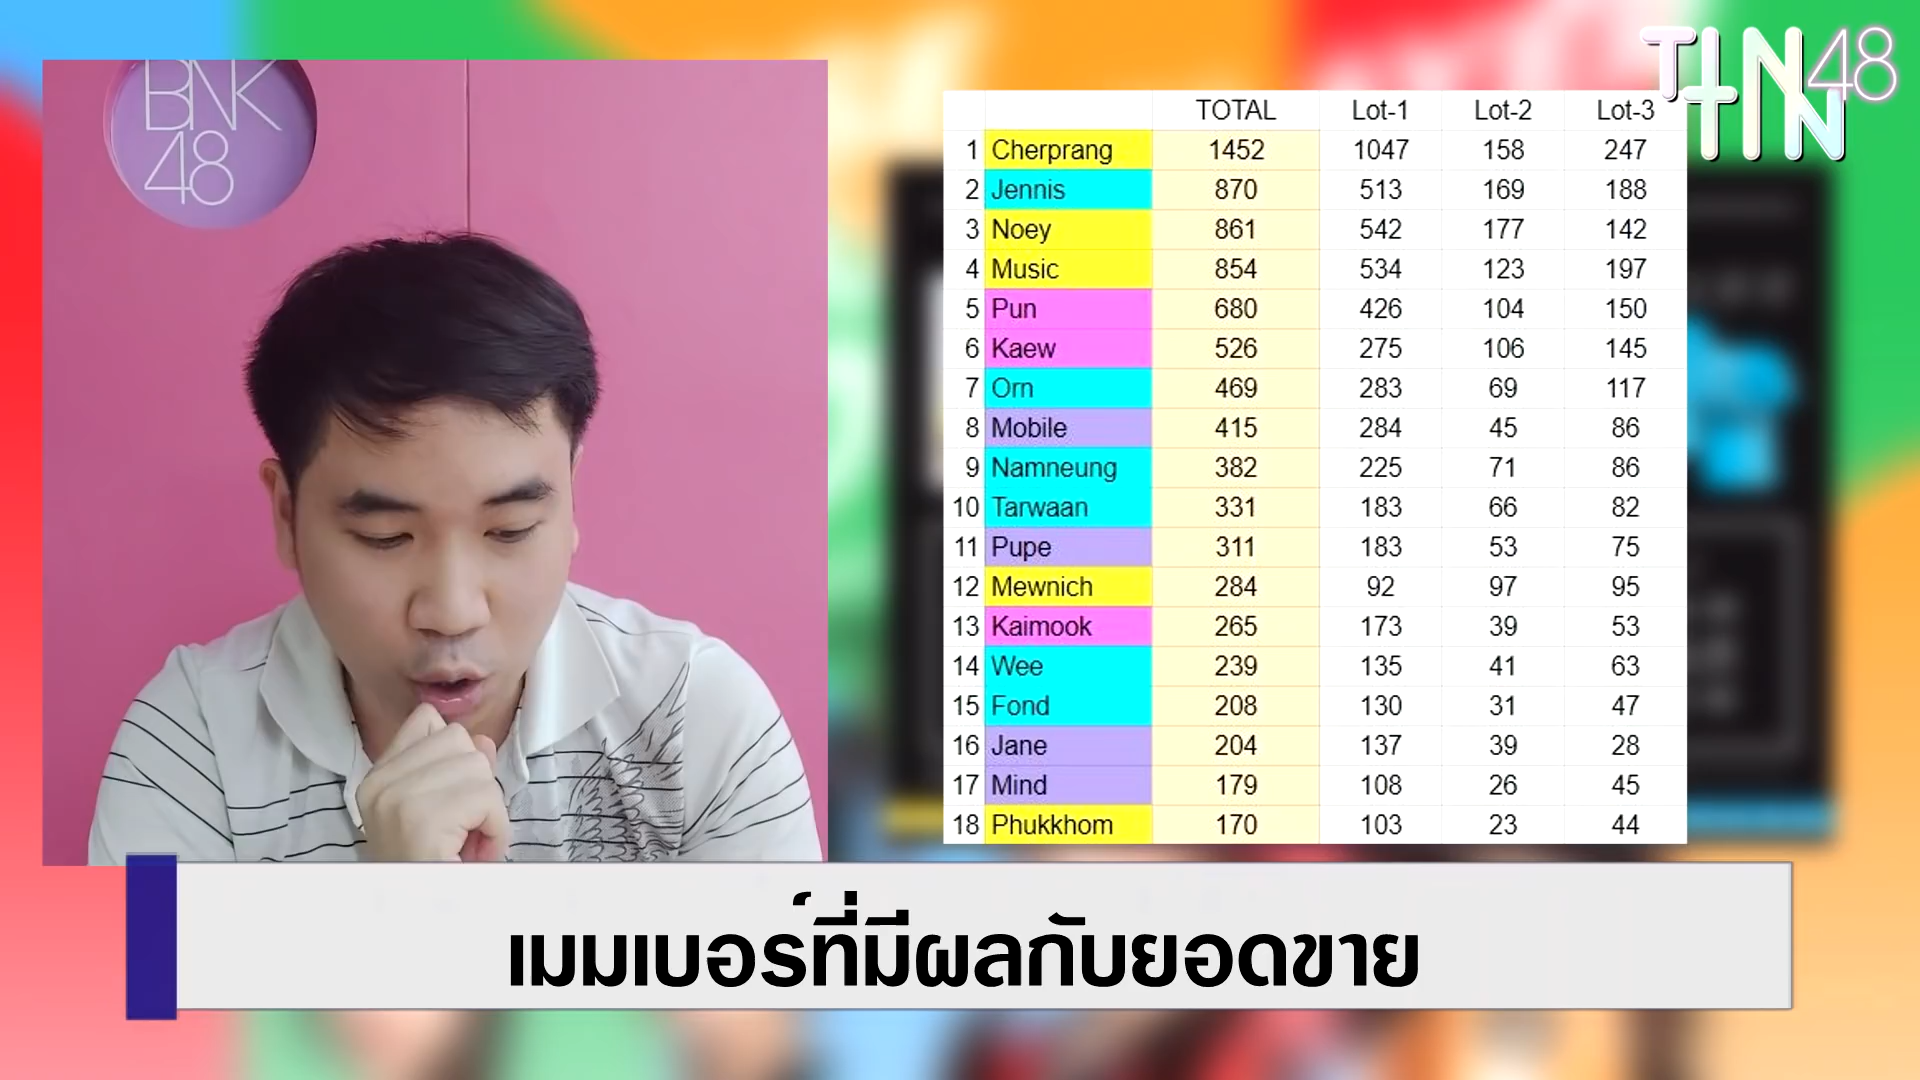 BNK
48
TIN48
TIN
TOTAL Lot-1 Lot-2 Lot-3
1 Cherprang 1452 1047 158 247
2 Jennis 870 513 169 188
3 Noey 861 542 177 142
4 Music 854 534 123 197
5 Pun 680 426 104 150
6 Kaew 526 275 106 145
7 Orn 469 283 69 117
8 Mobile 415 284 45 86
9 Namneung 382 225 71 86
10 Tarwaan 331 183 66 82
11 Pupe 311 183 53 75
12 Mewnich 284 92 97 95
13 Kaimook 265 173 39 53
14 Wee 239 135 41 63
15 Fond 208 130 31 47
16 Jane 204 137 39 28
17 Mind 179 108 26 45
18 Phukkhom 170 103 23 44
เมมเบอร์ที่มีผลกับยอดขาย